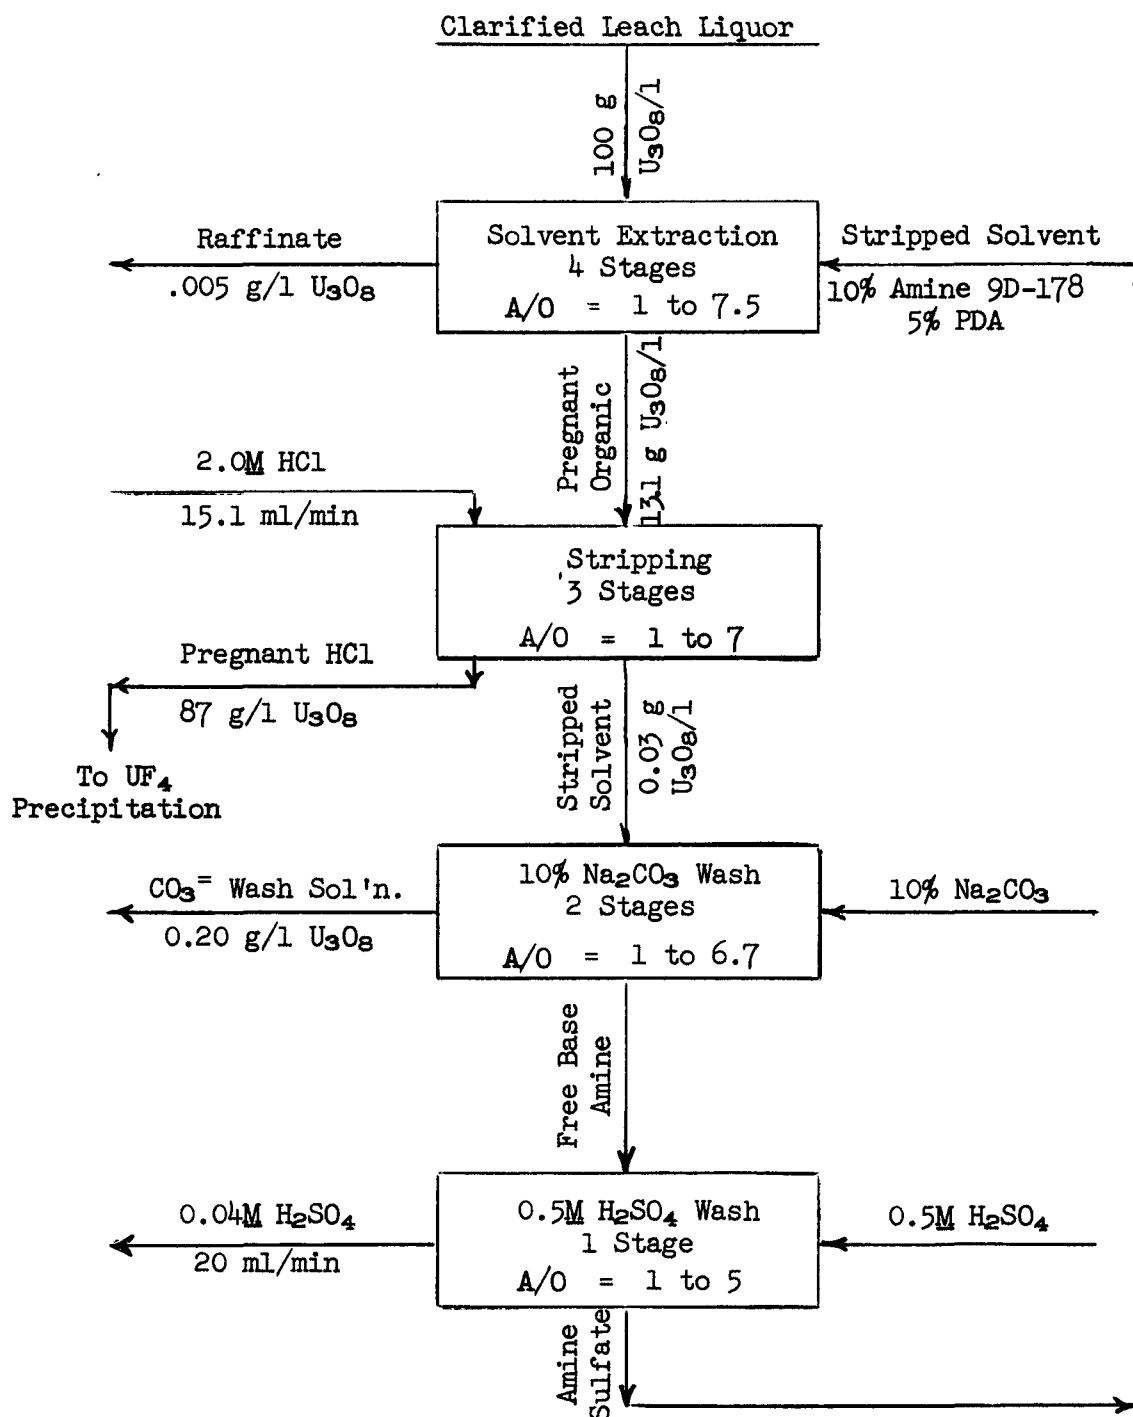 Clarified Leach Liquor
100 g
U₃O₈/l
Raffinate
.005 g/l U₃O₈
Solvent Extraction
4 Stages
A/O = 1 to 7.5
Stripped Solvent
10% Amine 9D-178
5% PDA
Pregnant
Organic
13.1 g U₃O₈/l
2.0M HCl
15.1 ml/min
Stripping
3 Stages
A/O = 1 to 7
Pregnant HCl
87 g/l U₃O₈
To UF₄
Precipitation
Stripped
Solvent
0.03 g
U₃O₈/l
CO₃⁼ Wash Sol'n.
0.20 g/l U₃O₈
10% Na₂CO₃ Wash
2 Stages
A/O = 1 to 6.7
10% Na₂CO₃
Free Base
Amine
0.04M H₂SO₄
20 ml/min
0.5M H₂SO₄ Wash
1 Stage
A/O = 1 to 5
0.5M H₂SO₄
Amine
Sulfate